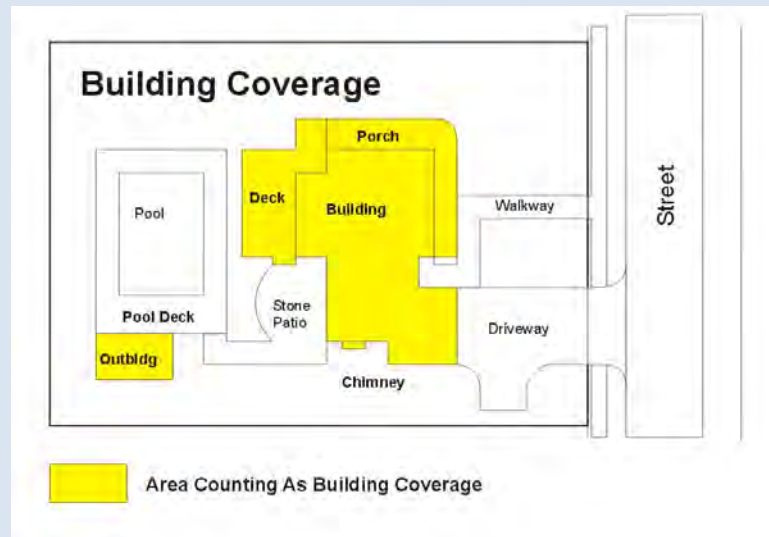 Building Coverage
Porch
Deck
Building
Walkway
Street
Pool
Pool Deck
Stone
Patio
Driveway
Outbldg
Chimney
Area Counting As Building Coverage